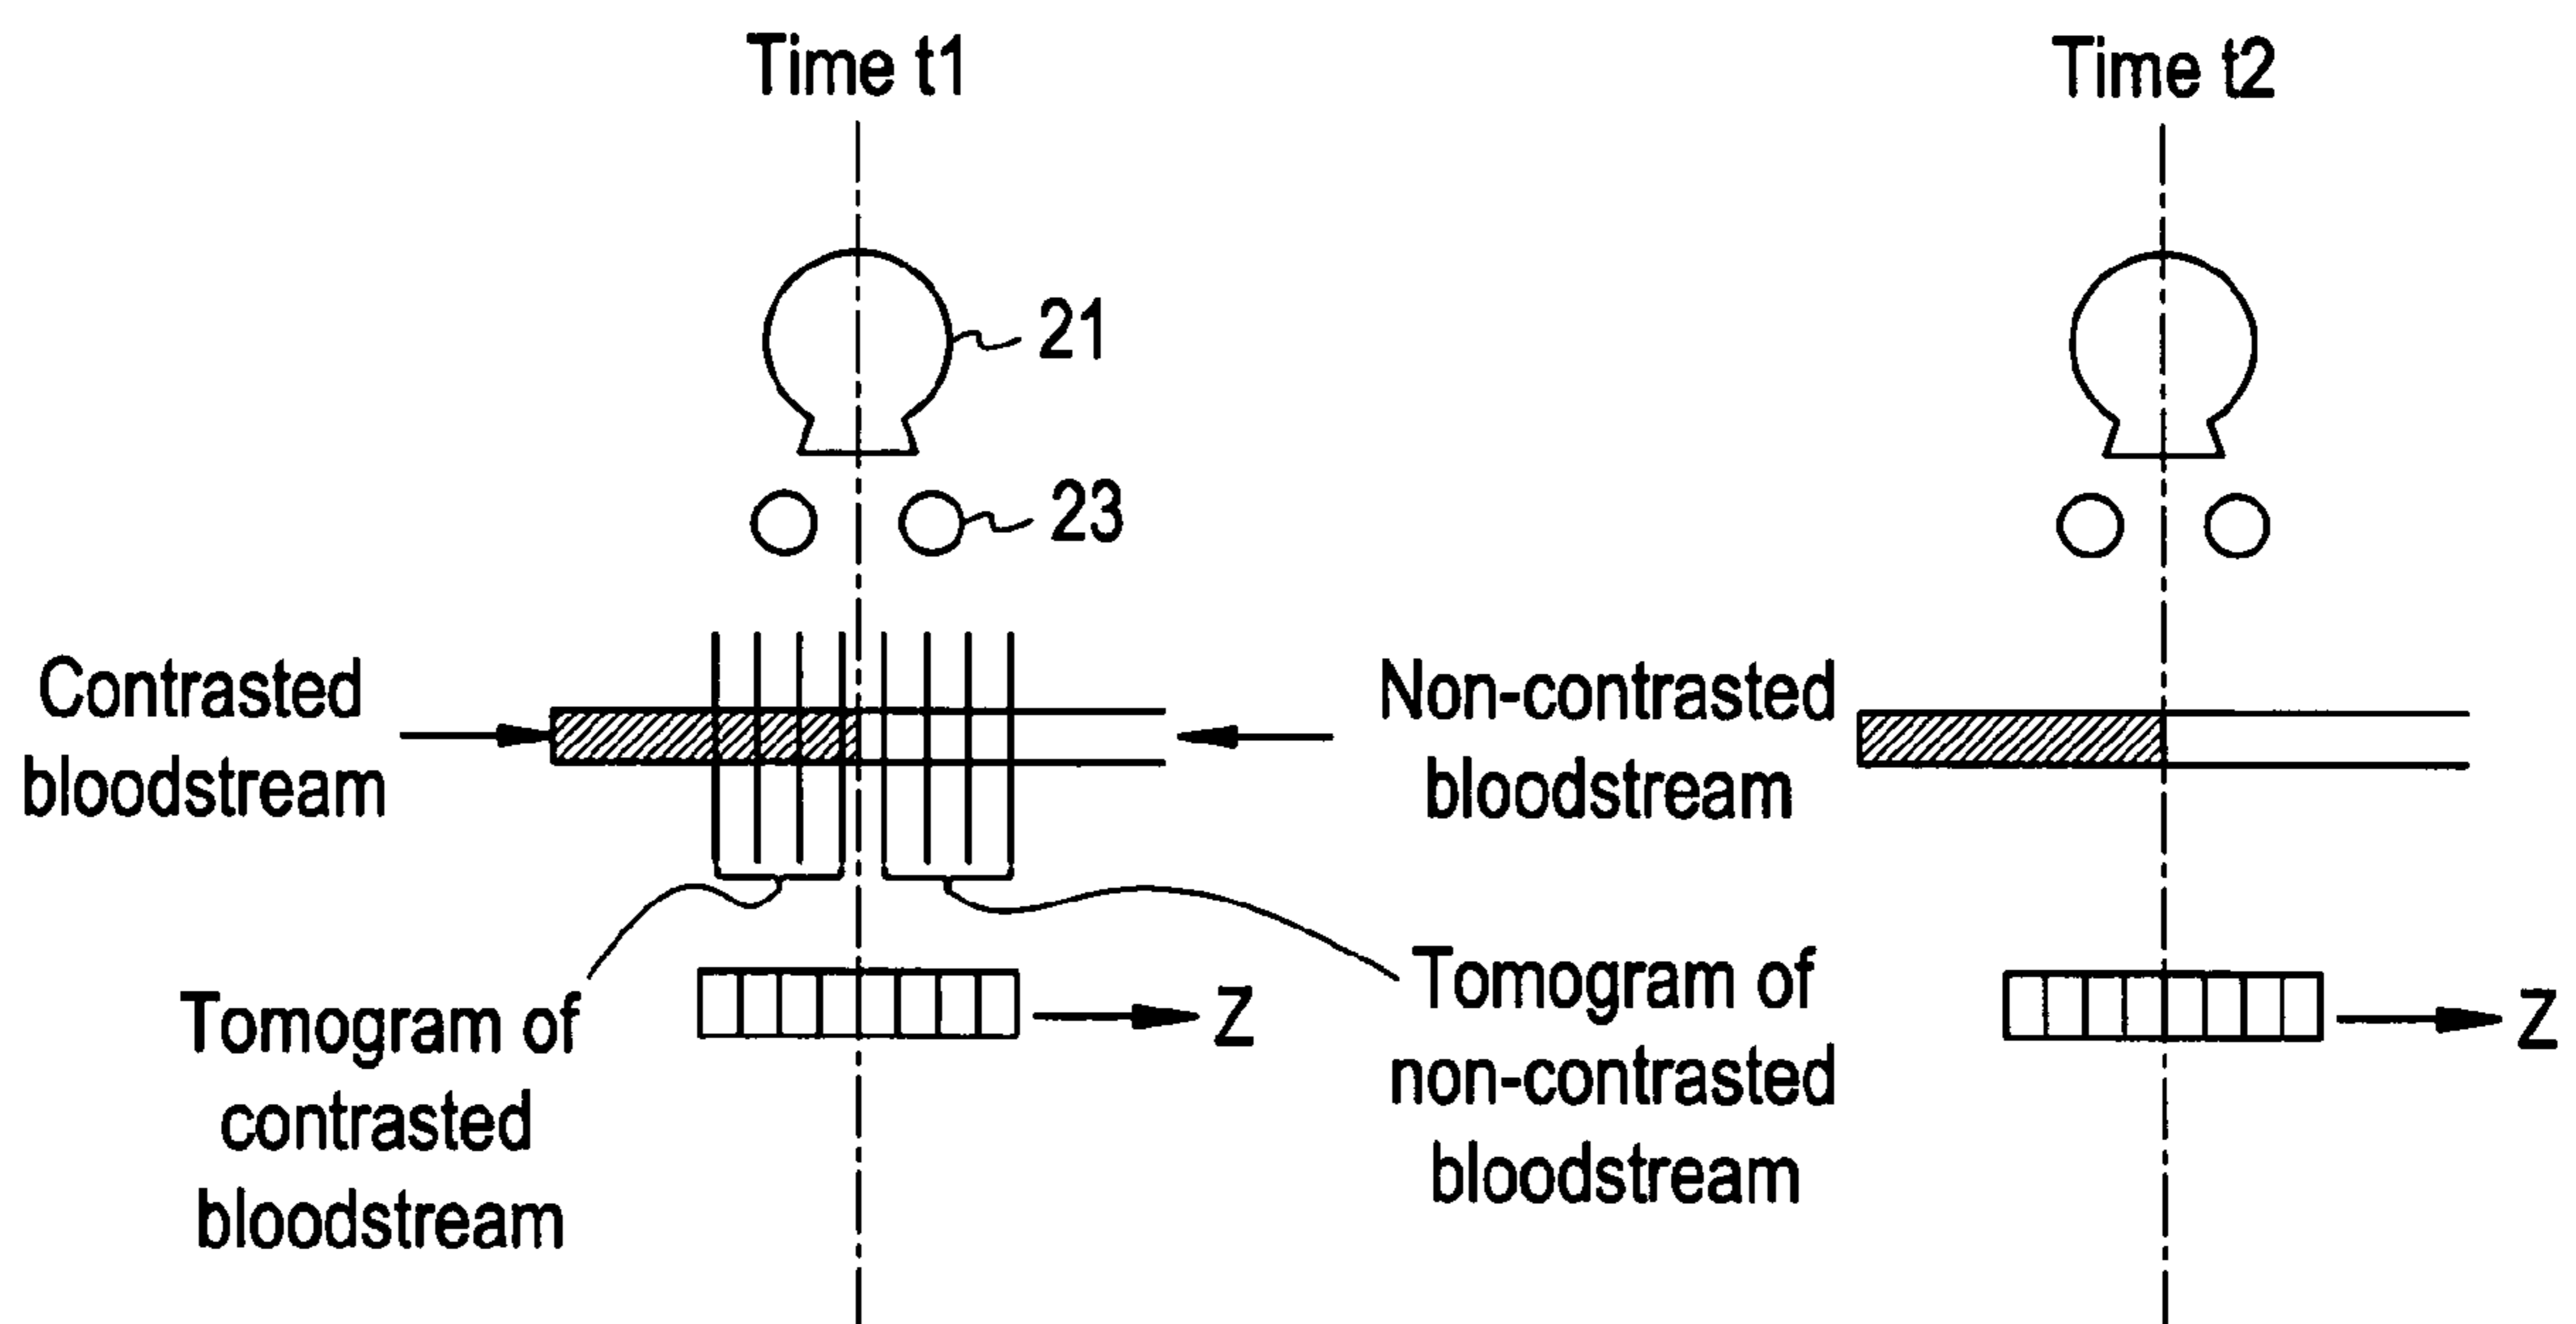 Time t1
Time t2
21
23
Contrasted
bloodstream
Non-contrasted
bloodstream
Tomogram of
contrasted
bloodstream
Z
Tomogram of
non-contrasted
bloodstream
Z